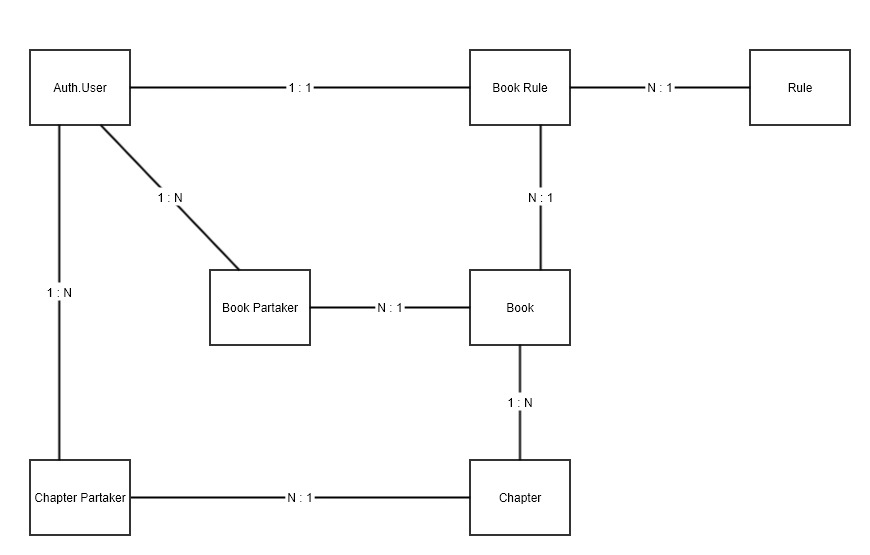 Auth.User
1 : 1
Book Rule
N : 1
Rule
1 : N
N : 1
1 : N
Book Partaker
N : 1
Book
1 : N
Chapter Partaker
N : 1
Chapter